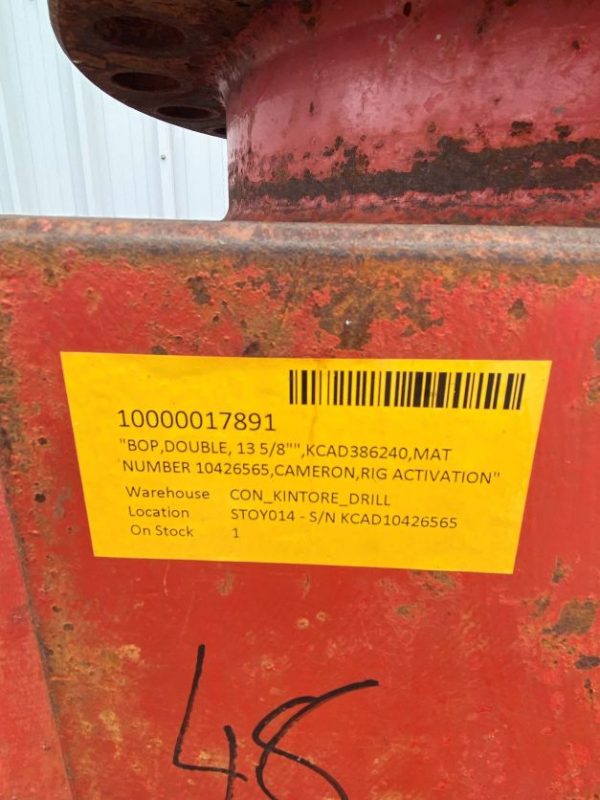 10000017891
"BOP,DOUBLE, 13 5/8"",KCAD386240,MAT
NUMBER 10426565,CAMERON,RIG ACTIVATION"
Warehouse CON_KINTORE_DRILL
Location STOY014 - S/N KCAD10426565
On Stock 1
48